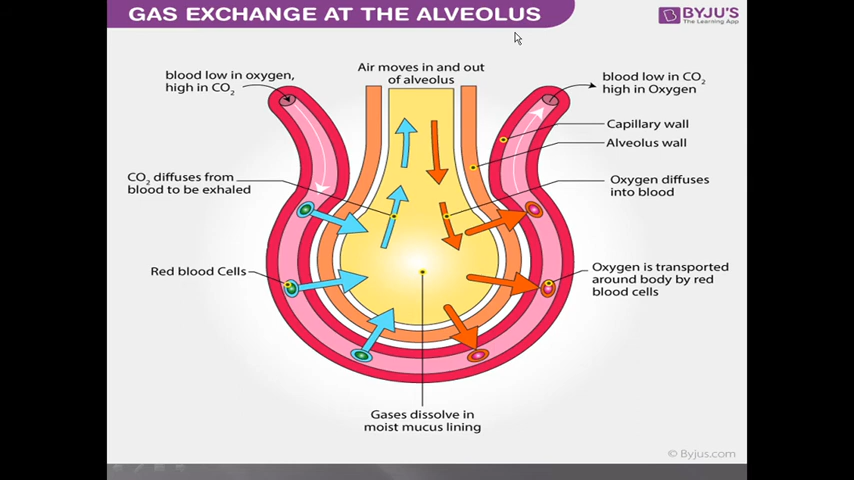 GAS EXCHANGE AT THE ALVEOLUS
BYJU'S
The Learning App
blood low in oxygen,
high in CO₂
Air moves in and out
of alveolus
blood low in CO₂
high in Oxygen
Capillary wall
Alveolus wall
CO₂ diffuses from
blood to be exhaled
Oxygen diffuses
into blood
Red blood Cells
Oxygen is transported
around body by red
blood cells
Gases dissolve in
moist mucus lining
© Byjus.com